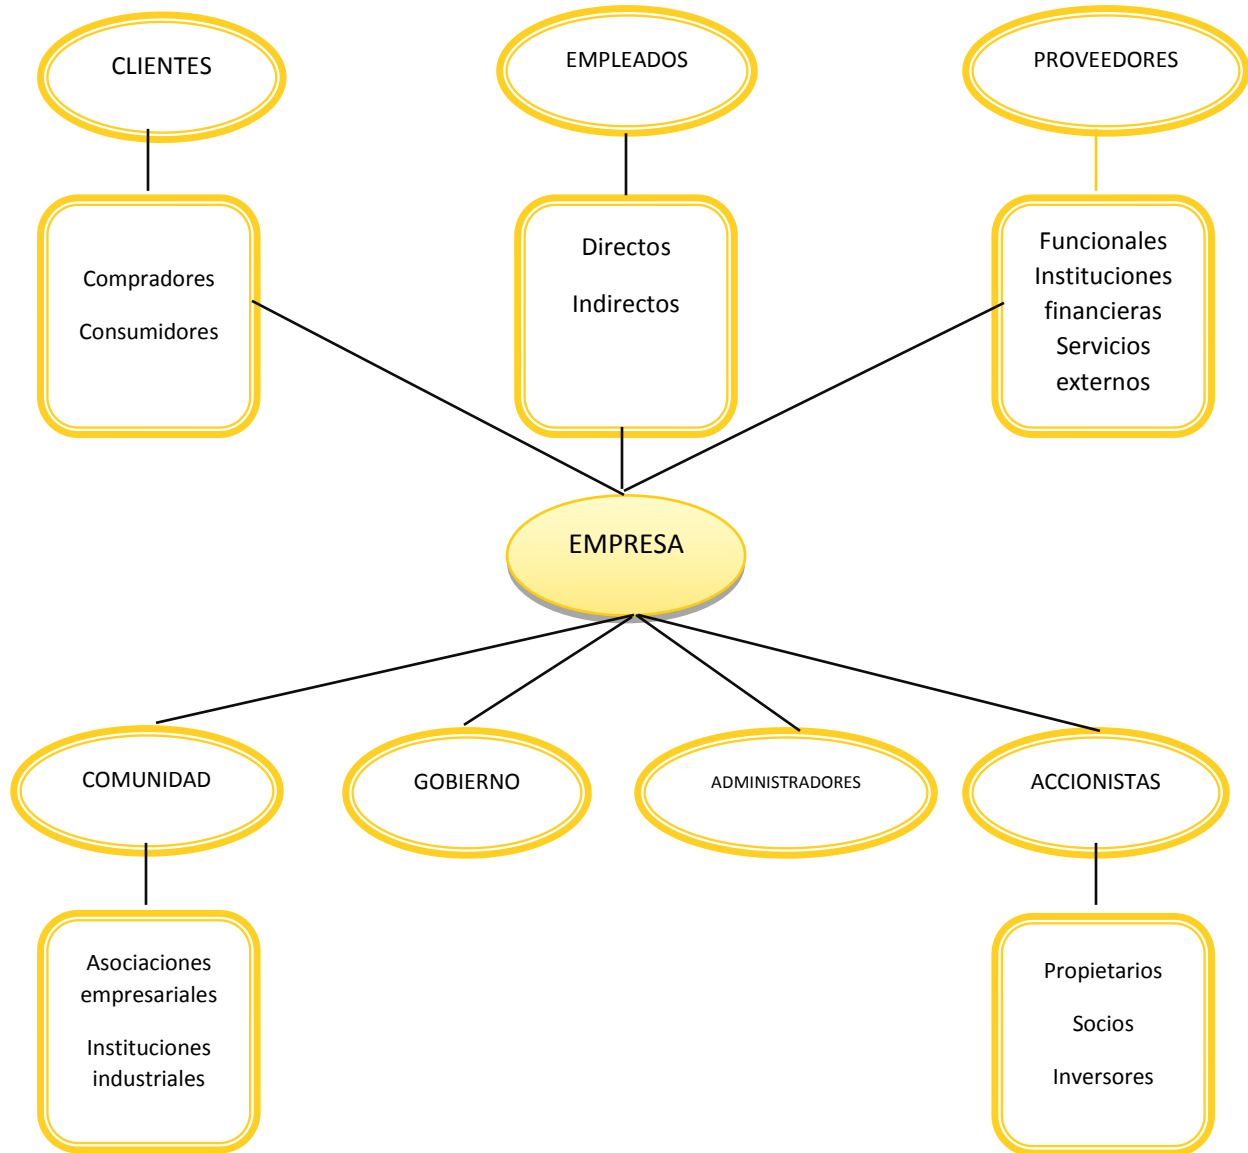 CLIENTES
EMPLEADOS
PROVEEDORES
Compradores
Consumidores
Directos
Indirectos
Funcionales
Instituciones
financieras
Servicios
externos
EMPRESA
COMUNIDAD
GOBIERNO
ADMINISTRADORES
ACCIONISTAS
Asociaciones
empresariales
Instituciones
industriales
Propietarios
Socios
Inversores